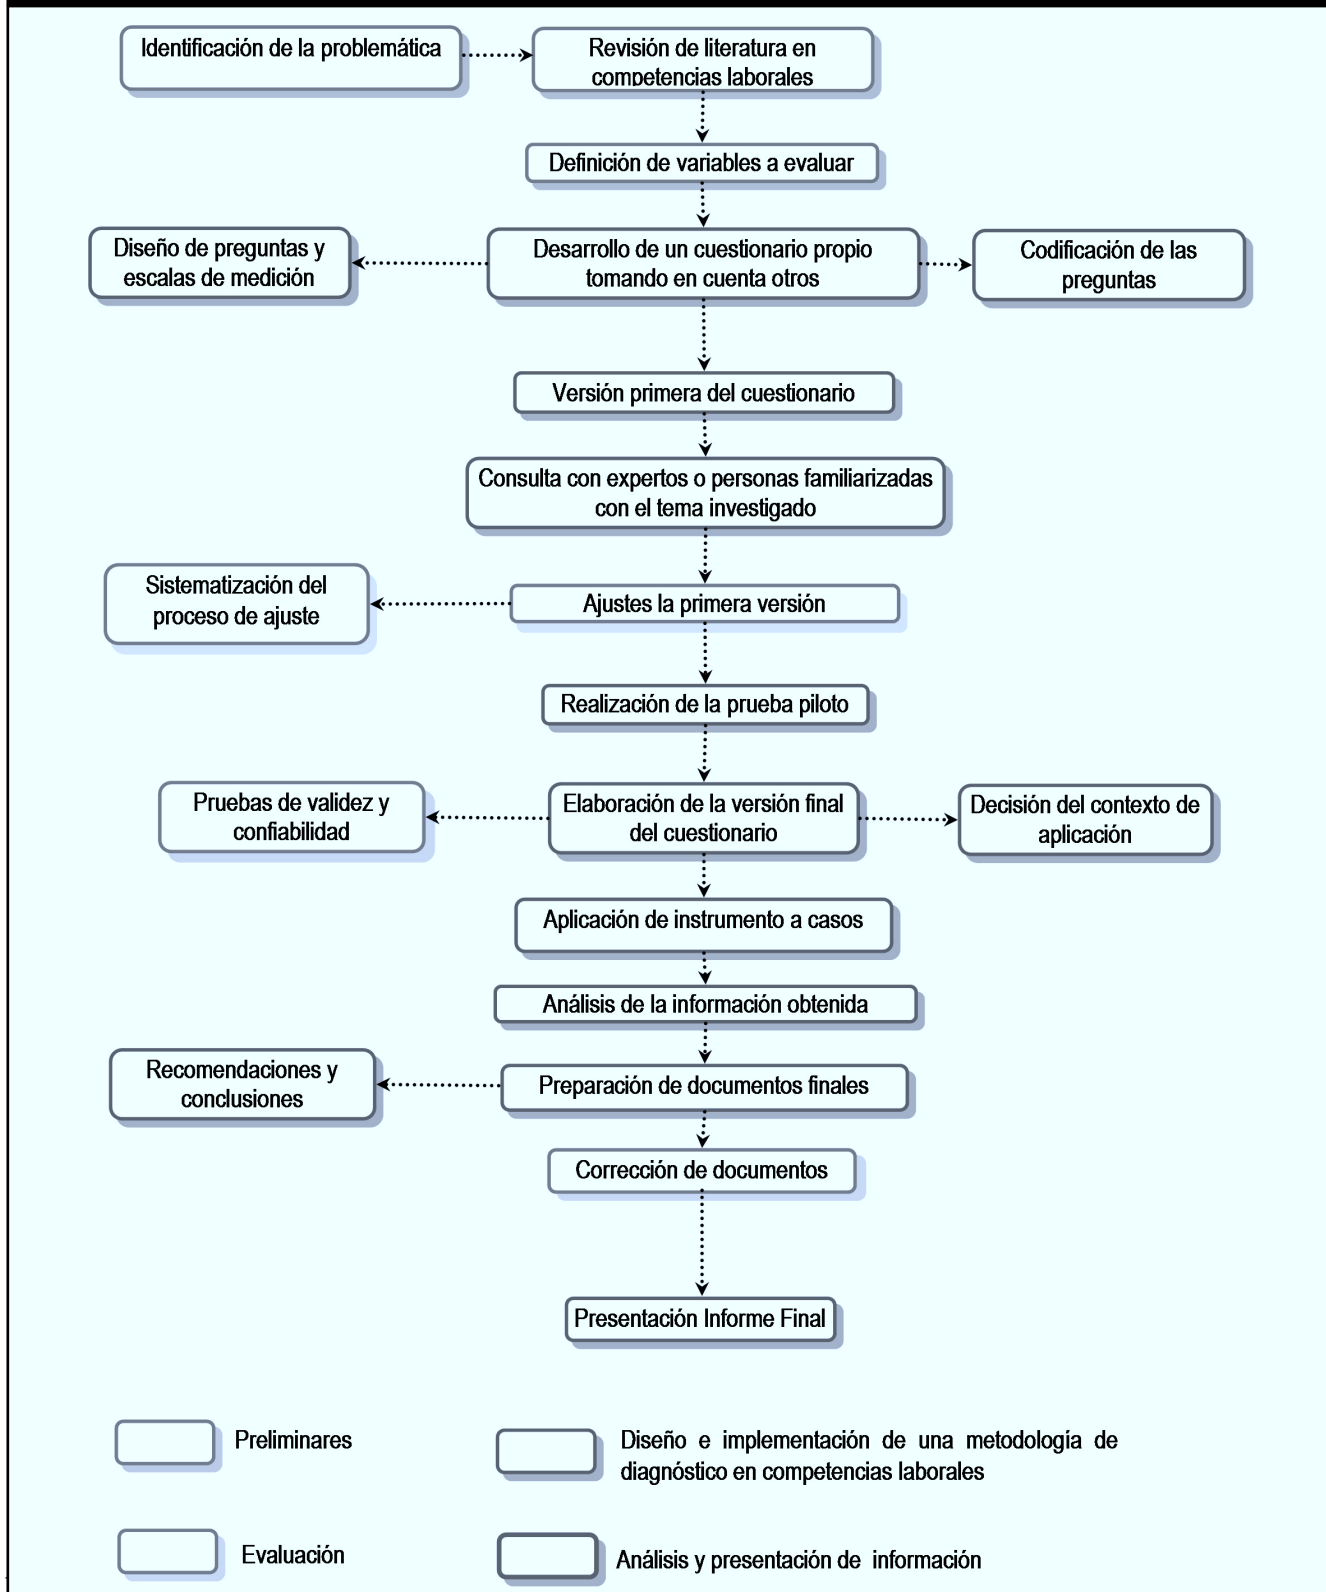 Identificación de la problemática
Revisión de literatura en
competencias laborales
Definición de variables a evaluar
Diseño de preguntas y
escalas de medición
Desarrollo de un cuestionario propio
tomando en cuenta otros
Codificación de las
preguntas
Versión primera del cuestionario
Consulta con expertos o personas familiarizadas
con el tema investigado
Sistematización del
proceso de ajuste
Ajustes la primera versión
Realización de la prueba piloto
Pruebas de validez y
confiabilidad
Elaboración de la versión final
del cuestionario
Decisión del contexto de
aplicación
Aplicación de instrumento a casos
Análisis de la información obtenida
Recomendaciones y
conclusiones
Preparación de documentos finales
Corrección de documentos
Presentación Informe Final
Preliminares
Diseño e implementación de una metodología de
diagnóstico en competencias laborales
Evaluación
Análisis y presentación de información